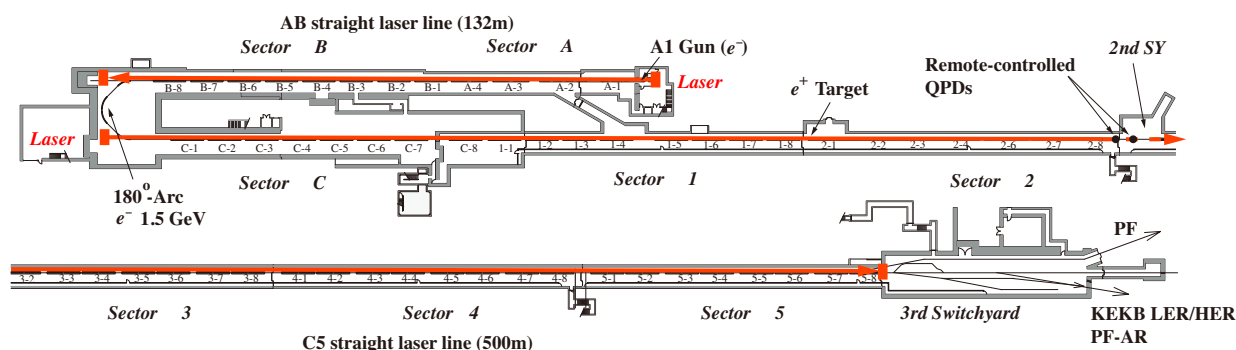 AB straight laser line (132m)
Sector B
Sector A
A1 Gun (e⁻)
Laser
2nd SY
Remote-controlled
QPDs
e⁺ Target
B-8 B-7 B-6 B-5 B-4 B-3 B-2 B-1 A-4 A-3 A-2 A-1
Laser
C-1 C-2 C-3 C-4 C-5 C-6 C-7 C-8 1-1 1-2 1-3 1-4 1-5 1-6 1-7 1-8 2-1 2-2 2-3 2-4 2-6 2-7 2-8
Sector C
Sector 1
Sector 2
180°-Arc
e⁻ 1.5 GeV
PF
3-2 3-3 3-4 3-5 3-6 3-7 3-8 4-1 4-2 4-3 4-4 4-5 4-6 4-7 4-8 5-1 5-2 5-3 5-4 5-5 5-6 5-7 5-8
Sector 3
Sector 4
Sector 5
3rd Switchyard
KEKB LER/HER
PF-AR
C5 straight laser line (500m)